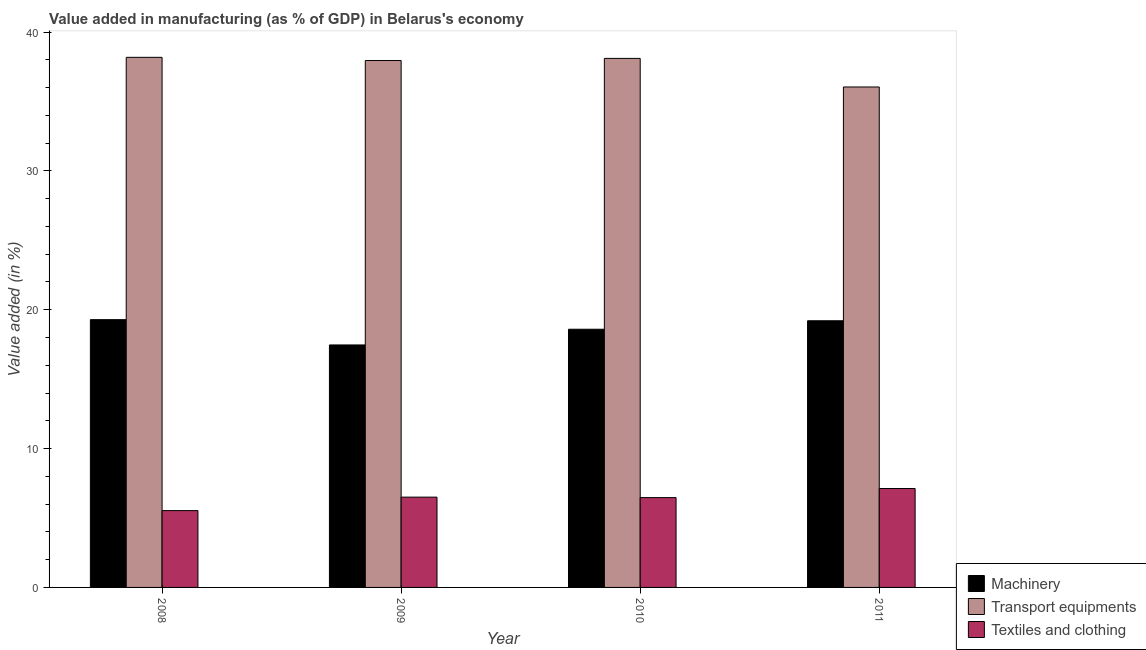 Value added in manufacturing (as % of GDP) in Belarus's economy
40
30
20
10
0
Value added (in %)
2008
2009
2010
2011
Year
Machinery
Transport equipments
Textiles and clothing